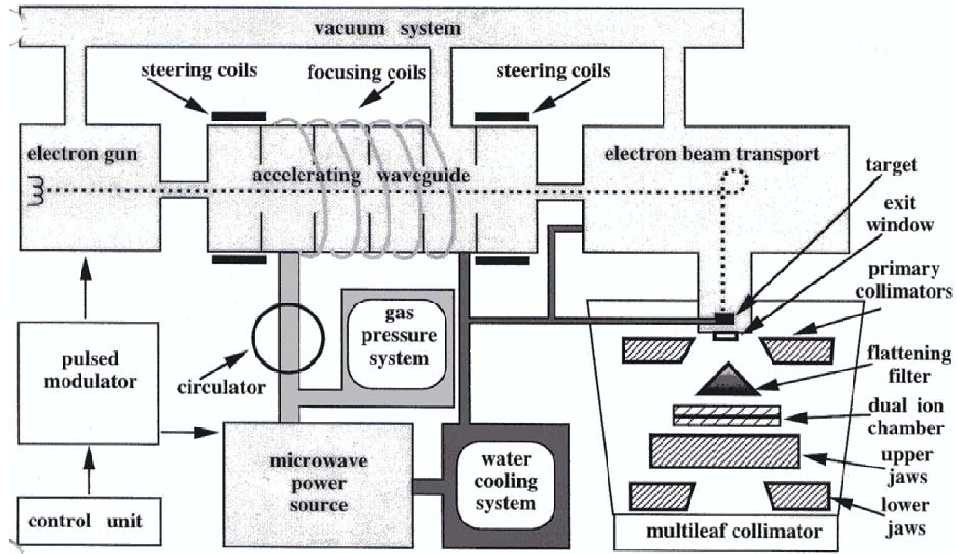 vacuum system
steering coils
focusing coils
steering coils
electron gun
accelerating waveguide
electron beam transport
target
exit
window
primary
collimators
gas
pressure
system
circulator
pulsed
modulator
flattening
filter
dual ion
chamber
upper
jaws
lower
jaws
microwave
power
source
water
cooling
system
control unit
multileaf collimator